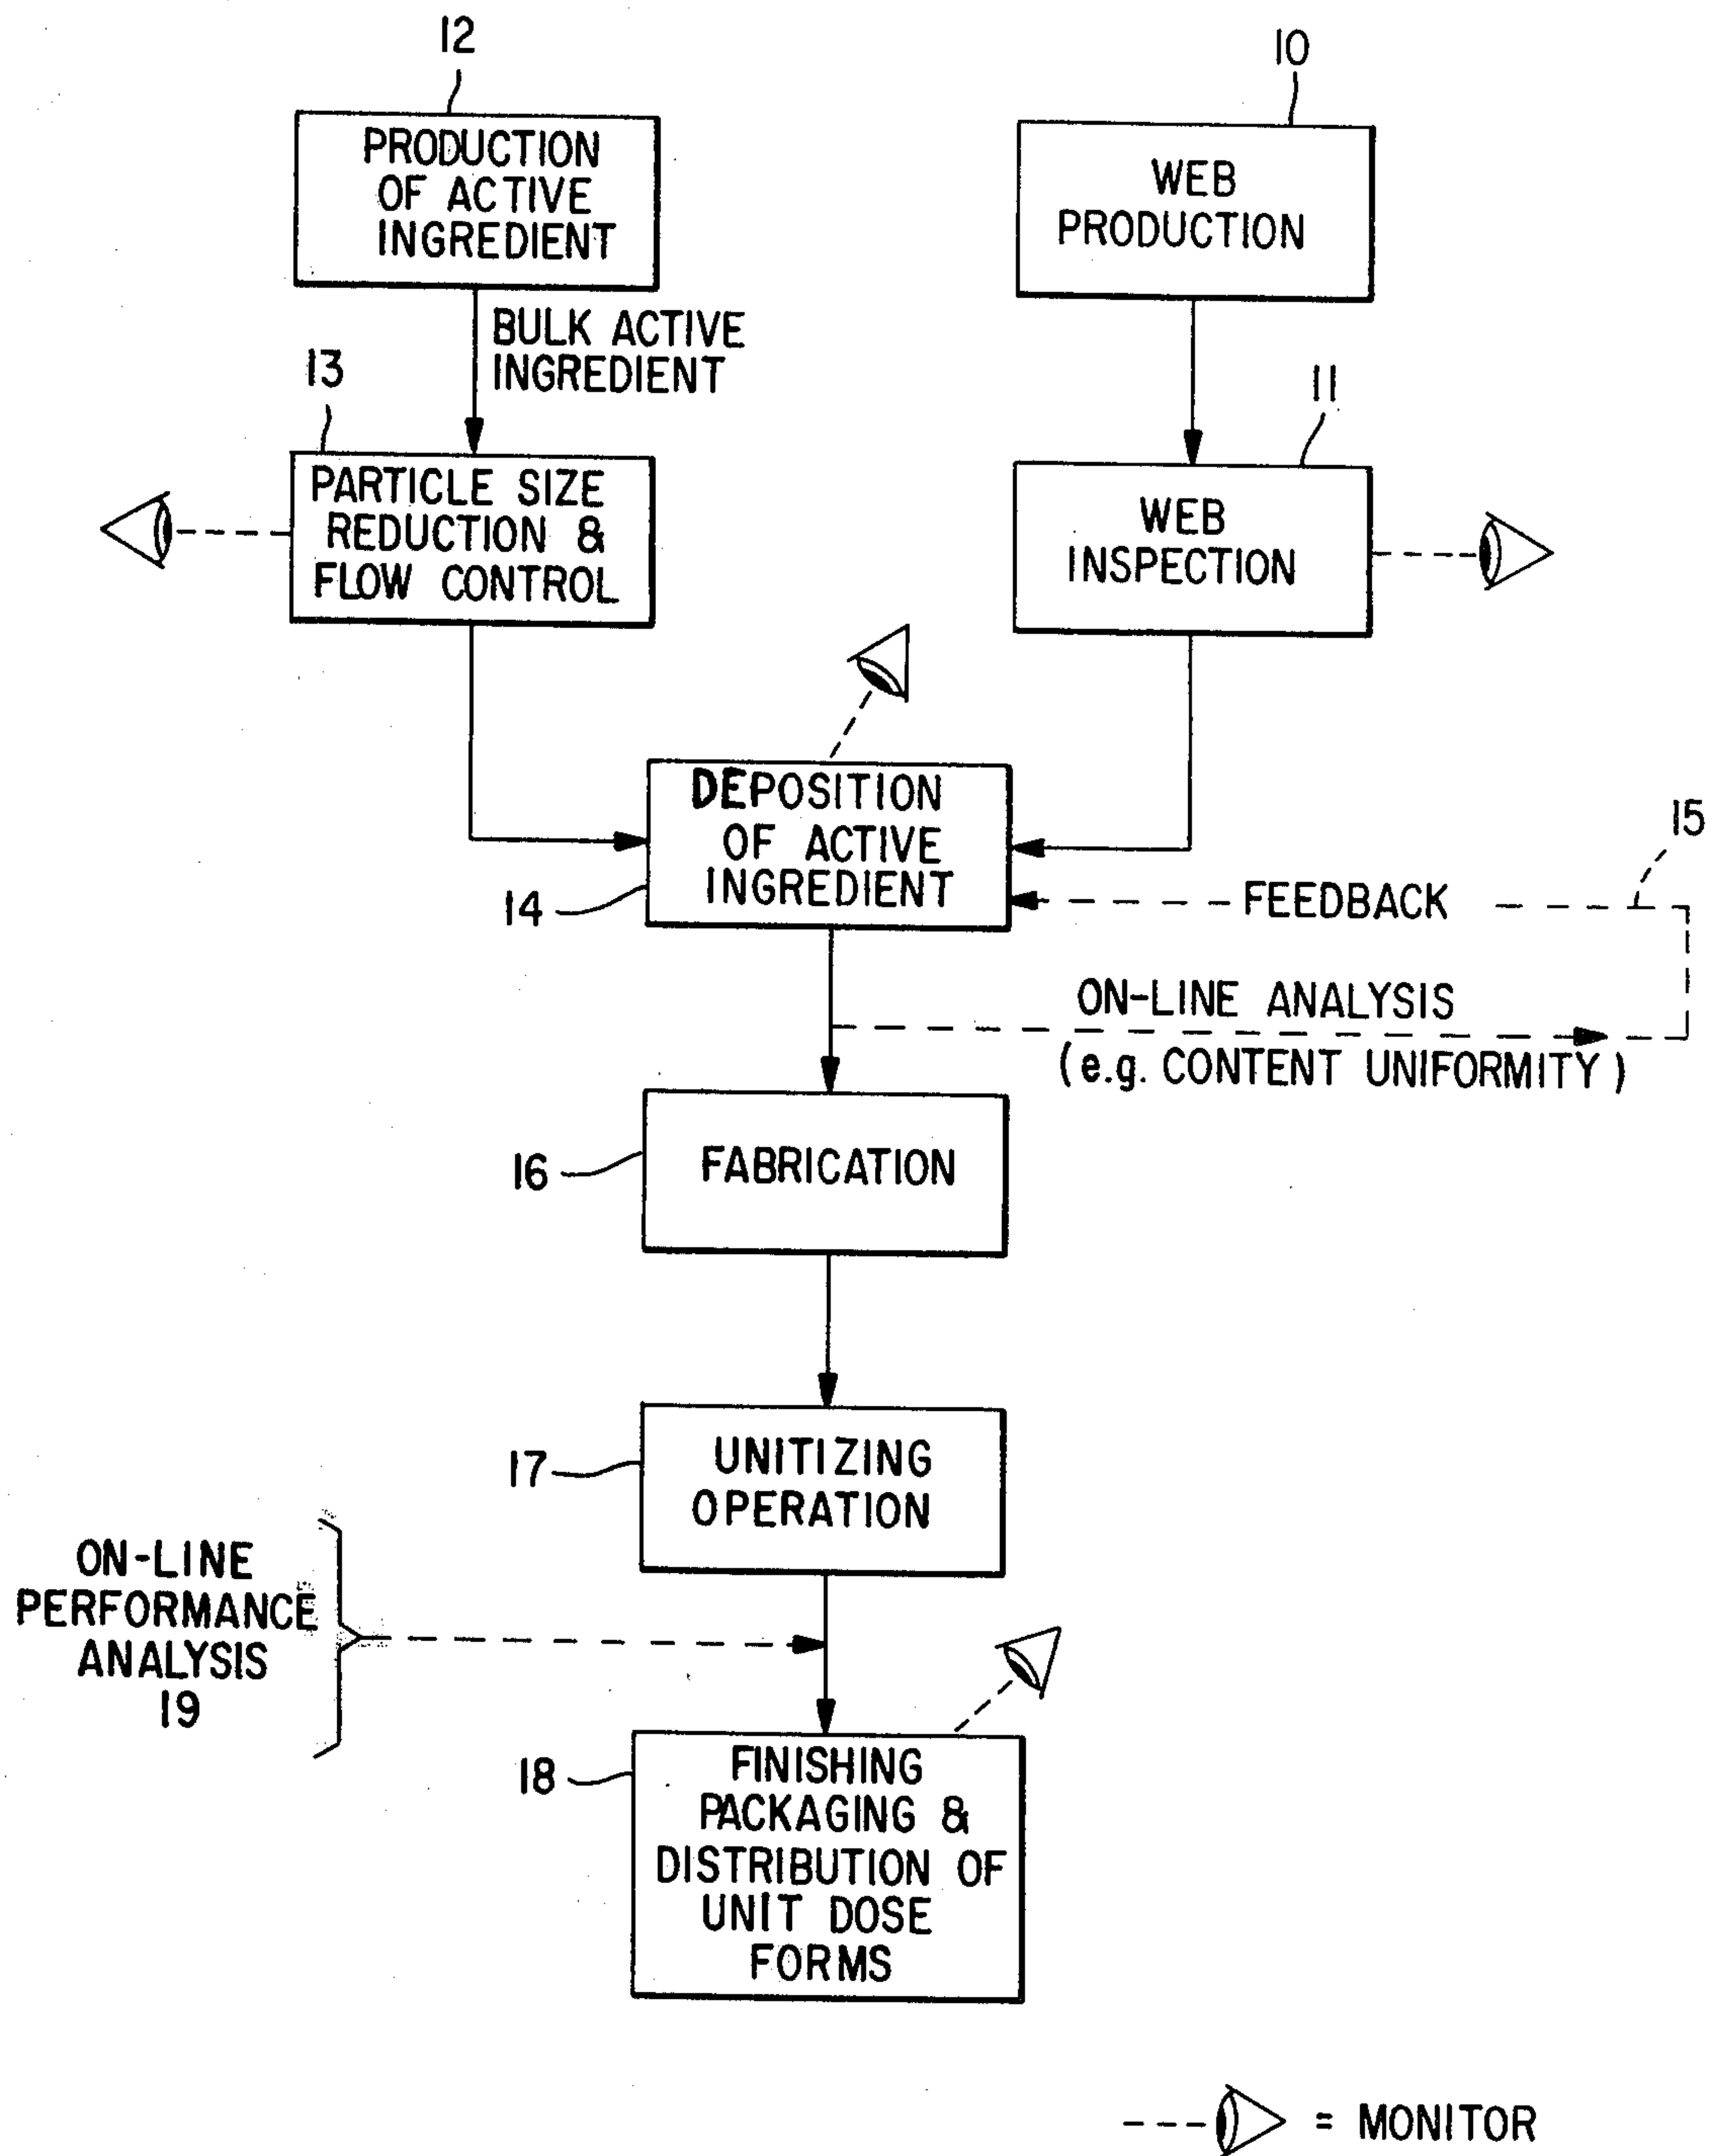 12
10
PRODUCTION
OF ACTIVE
INGREDIENT
WEB
PRODUCTION
BULK ACTIVE
INGREDIENT
13
11
PARTICLE SIZE
REDUCTION &
FLOW CONTROL
WEB
INSPECTION
DEPOSITION
OF ACTIVE
INGREDIENT
14
15
FEEDBACK
ON-LINE ANALYSIS
(e.g. CONTENT UNIFORMITY)
16
FABRICATION
17
UNITIZING
OPERATION
ON-LINE
PERFORMANCE
ANALYSIS
19
18
FINISHING
PACKAGING &
DISTRIBUTION OF
UNIT DOSE
FORMS
= MONITOR